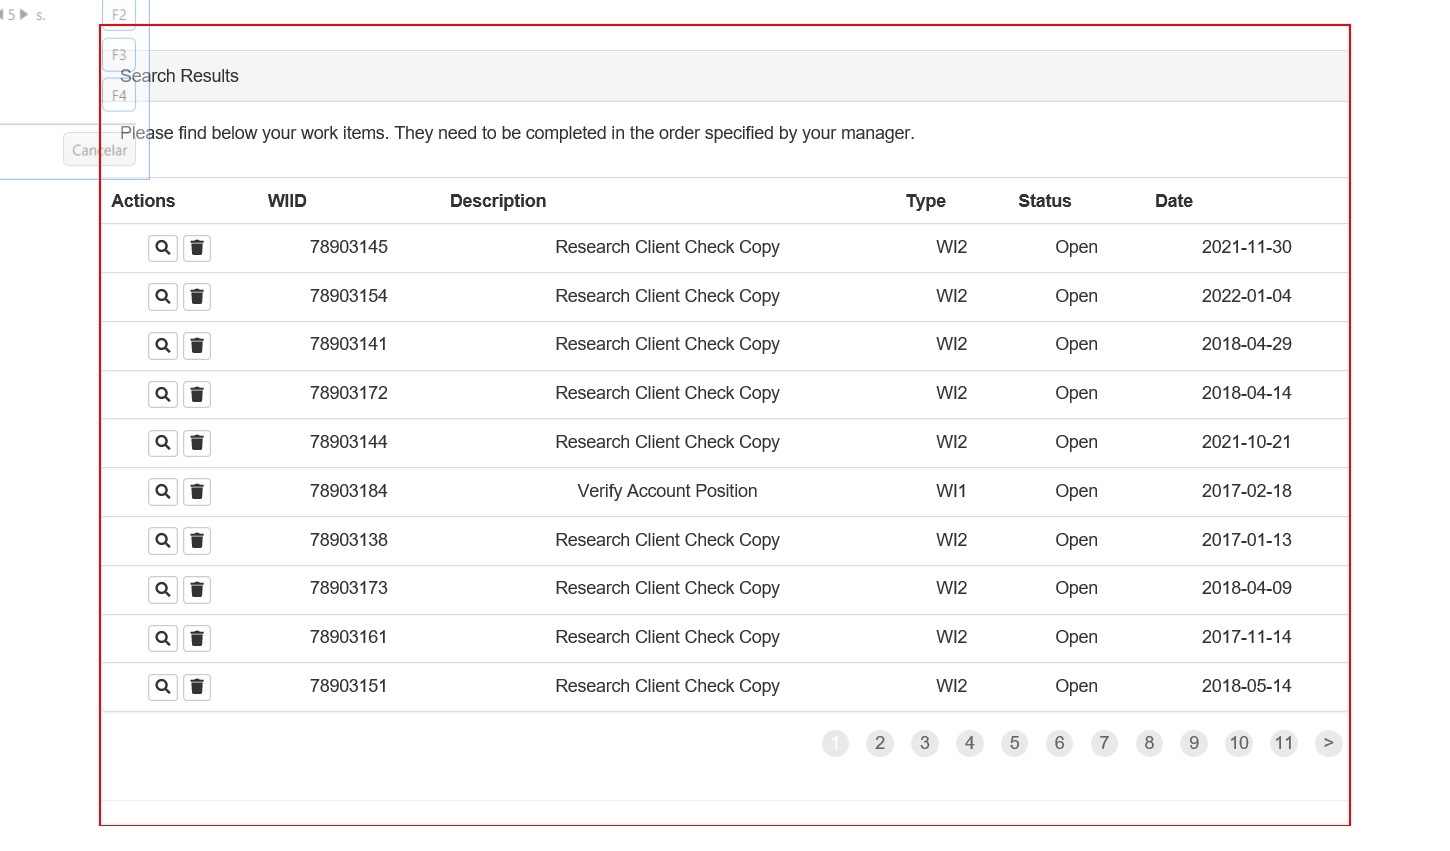 5 s.
F2
F3
Search Results
F4
Please find below your work items. They need to be completed in the order specified by your manager.
Cancelar
Actions WIID Description Type Status Date
78903145 Research Client Check Copy WI2 Open 2021-11-30
78903154 Research Client Check Copy WI2 Open 2022-01-04
78903141 Research Client Check Copy WI2 Open 2018-04-29
78903172 Research Client Check Copy WI2 Open 2018-04-14
78903144 Research Client Check Copy WI2 Open 2021-10-21
78903184 Verify Account Position WI1 Open 2017-02-18
78903138 Research Client Check Copy WI2 Open 2017-01-13
78903173 Research Client Check Copy WI2 Open 2018-04-09
78903161 Research Client Check Copy WI2 Open 2017-11-14
78903151 Research Client Check Copy WI2 Open 2018-05-14
1 2 3 4 5 6 7 8 9 10 11 >